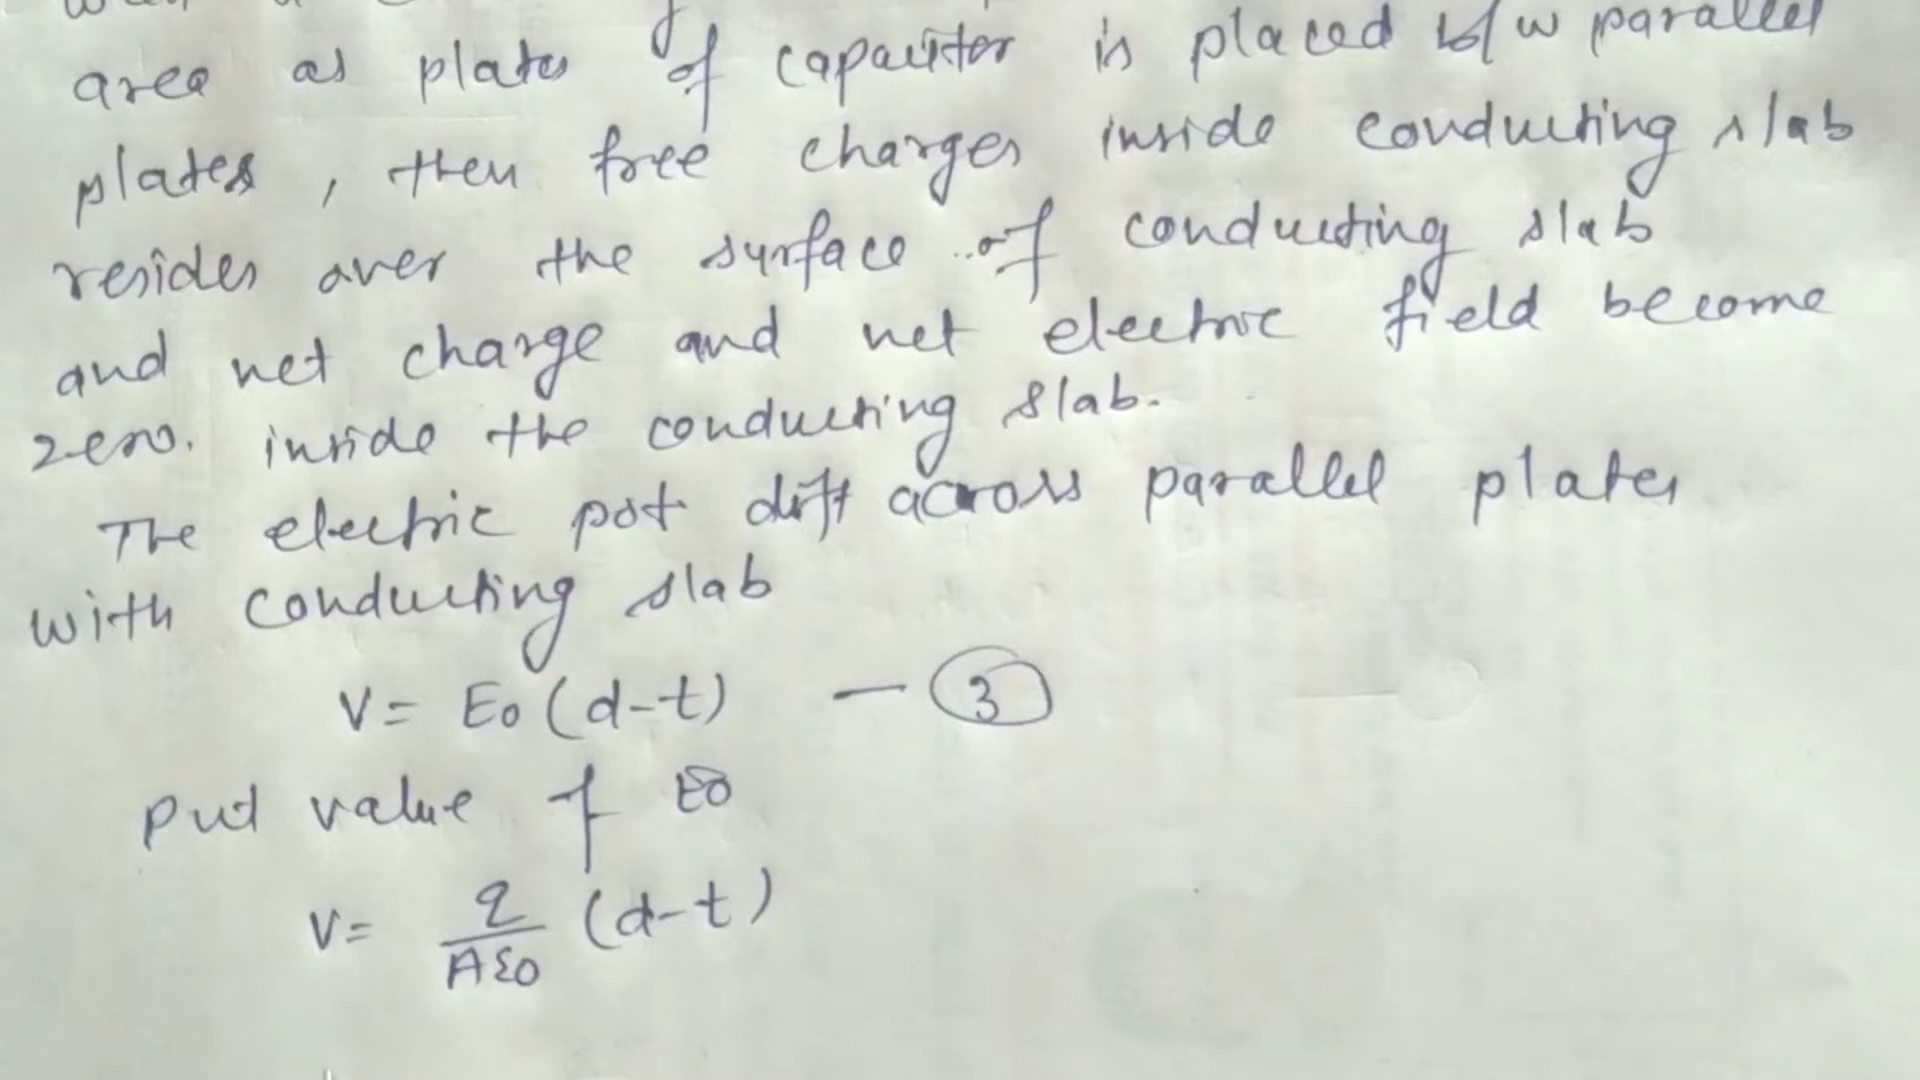 area as plates of capacitor is placed b/w parallel
plates, then free charges inside conducting slab
resides over the surface of conducting slab
and net charge and net electric field become
zero. inside the conducting slab.
The electric pot diff across parallel plates
with conducting slab
V= E0 (d-t) — 3
put value of E0
V= q/Aε0 (d-t)